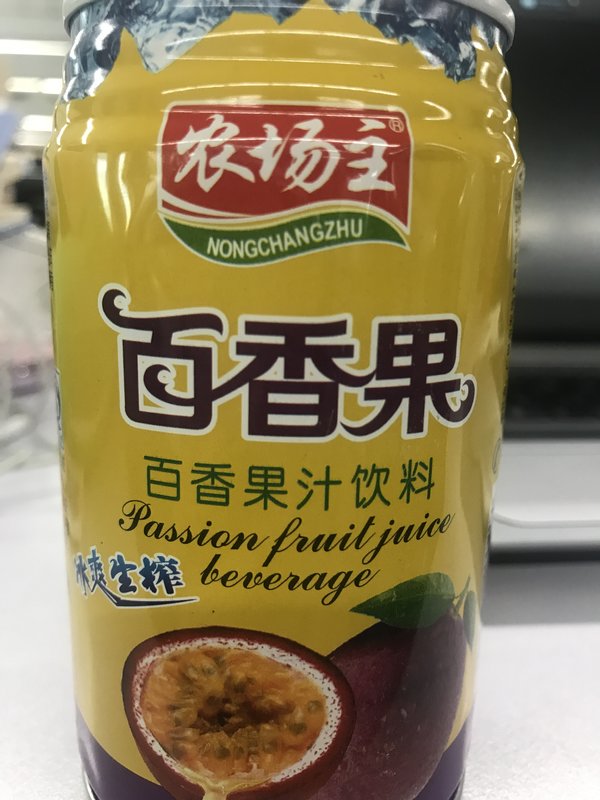 农场主®
NONGCHANGZHU
百香果
百香果汁饮料
Passion fruit juice
beverage
冰爽生榨